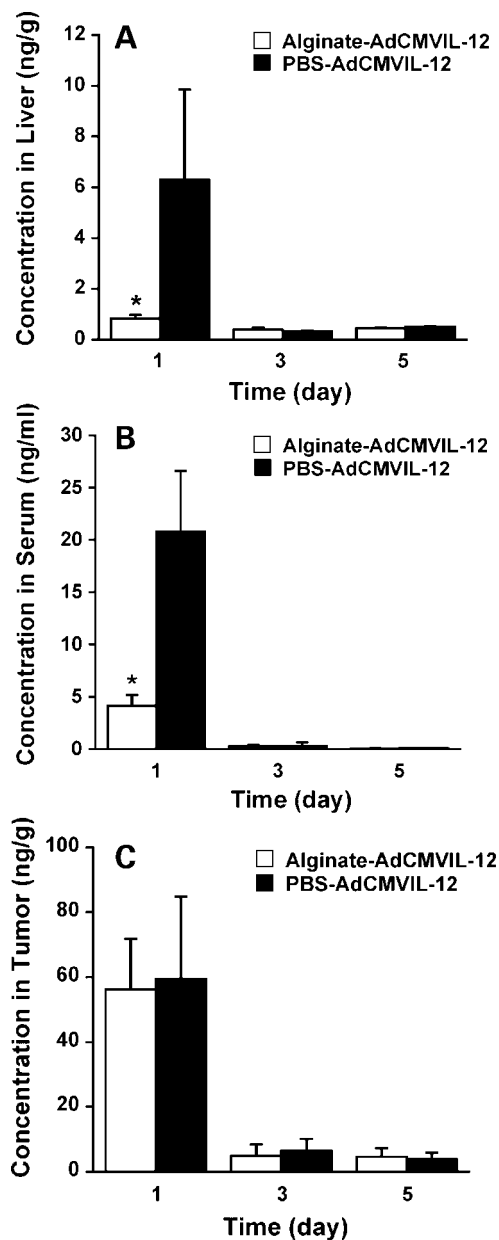 A
Alginate-AdCMVIL-12
PBS-AdCMVIL-12
Concentration in Liver (ng/g)
12
10
8
6
4
2
0
*
1 3 5
Time (day)
B
Alginate-AdCMVIL-12
PBS-AdCMVIL-12
Concentration in Serum (ng/ml)
30
25
20
15
10
5
0
*
1 3 5
Time (day)
C
Alginate-AdCMVIL-12
PBS-AdCMVIL-12
Concentration in Tumor (ng/g)
100
80
60
40
20
0
1 3 5
Time (day)